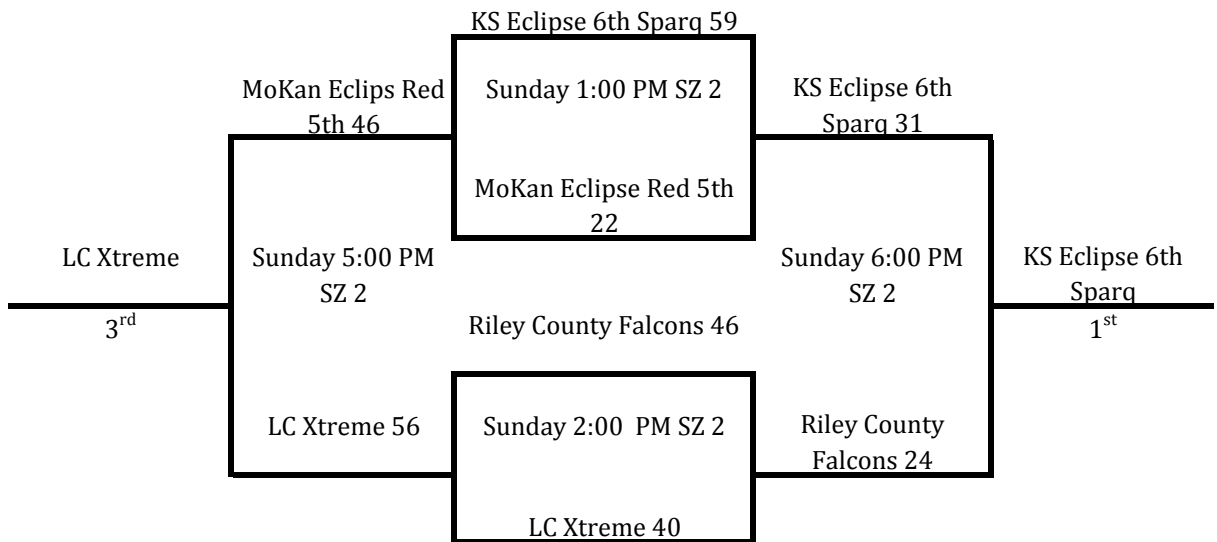 KS Eclipse 6th Sparq 59
MoKan Eclips Red
5th 46
Sunday 1:00 PM SZ 2
KS Eclipse 6th
Sparq 31
MoKan Eclipse Red 5th
22
LC Xtreme
3rd
Sunday 5:00 PM
SZ 2
Sunday 6:00 PM
SZ 2
KS Eclipse 6th
Sparq
1st
Riley County Falcons 46
LC Xtreme 56
Sunday 2:00 PM SZ 2
Riley County
Falcons 24
LC Xtreme 40